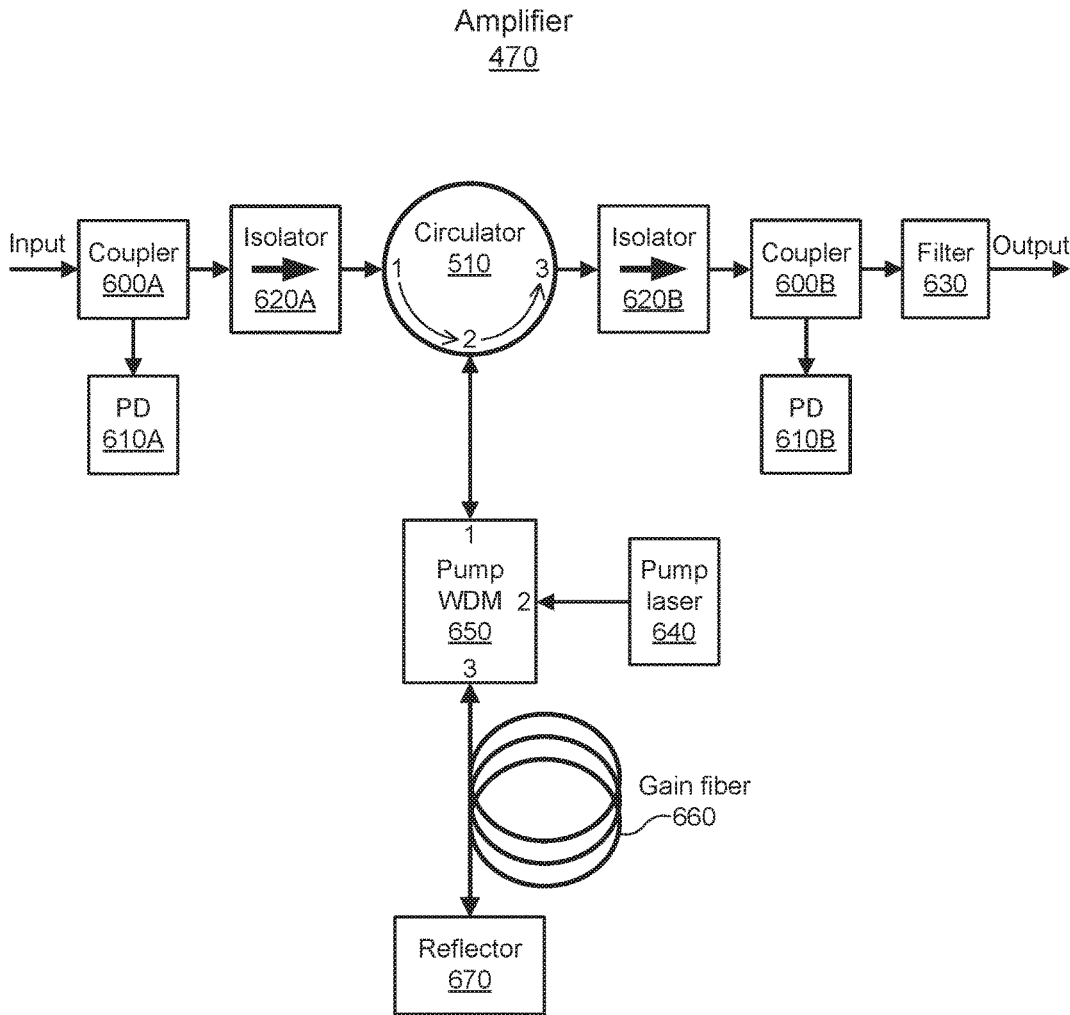 Amplifier
470
Input
Coupler
600A
Isolator
620A
Circulator
510
1
2
3
Isolator
620B
Coupler
600B
Filter
630
Output
PD
610A
PD
610B
1
Pump
WDM
2
650
3
Pump
laser
640
Gain fiber
660
Reflector
670